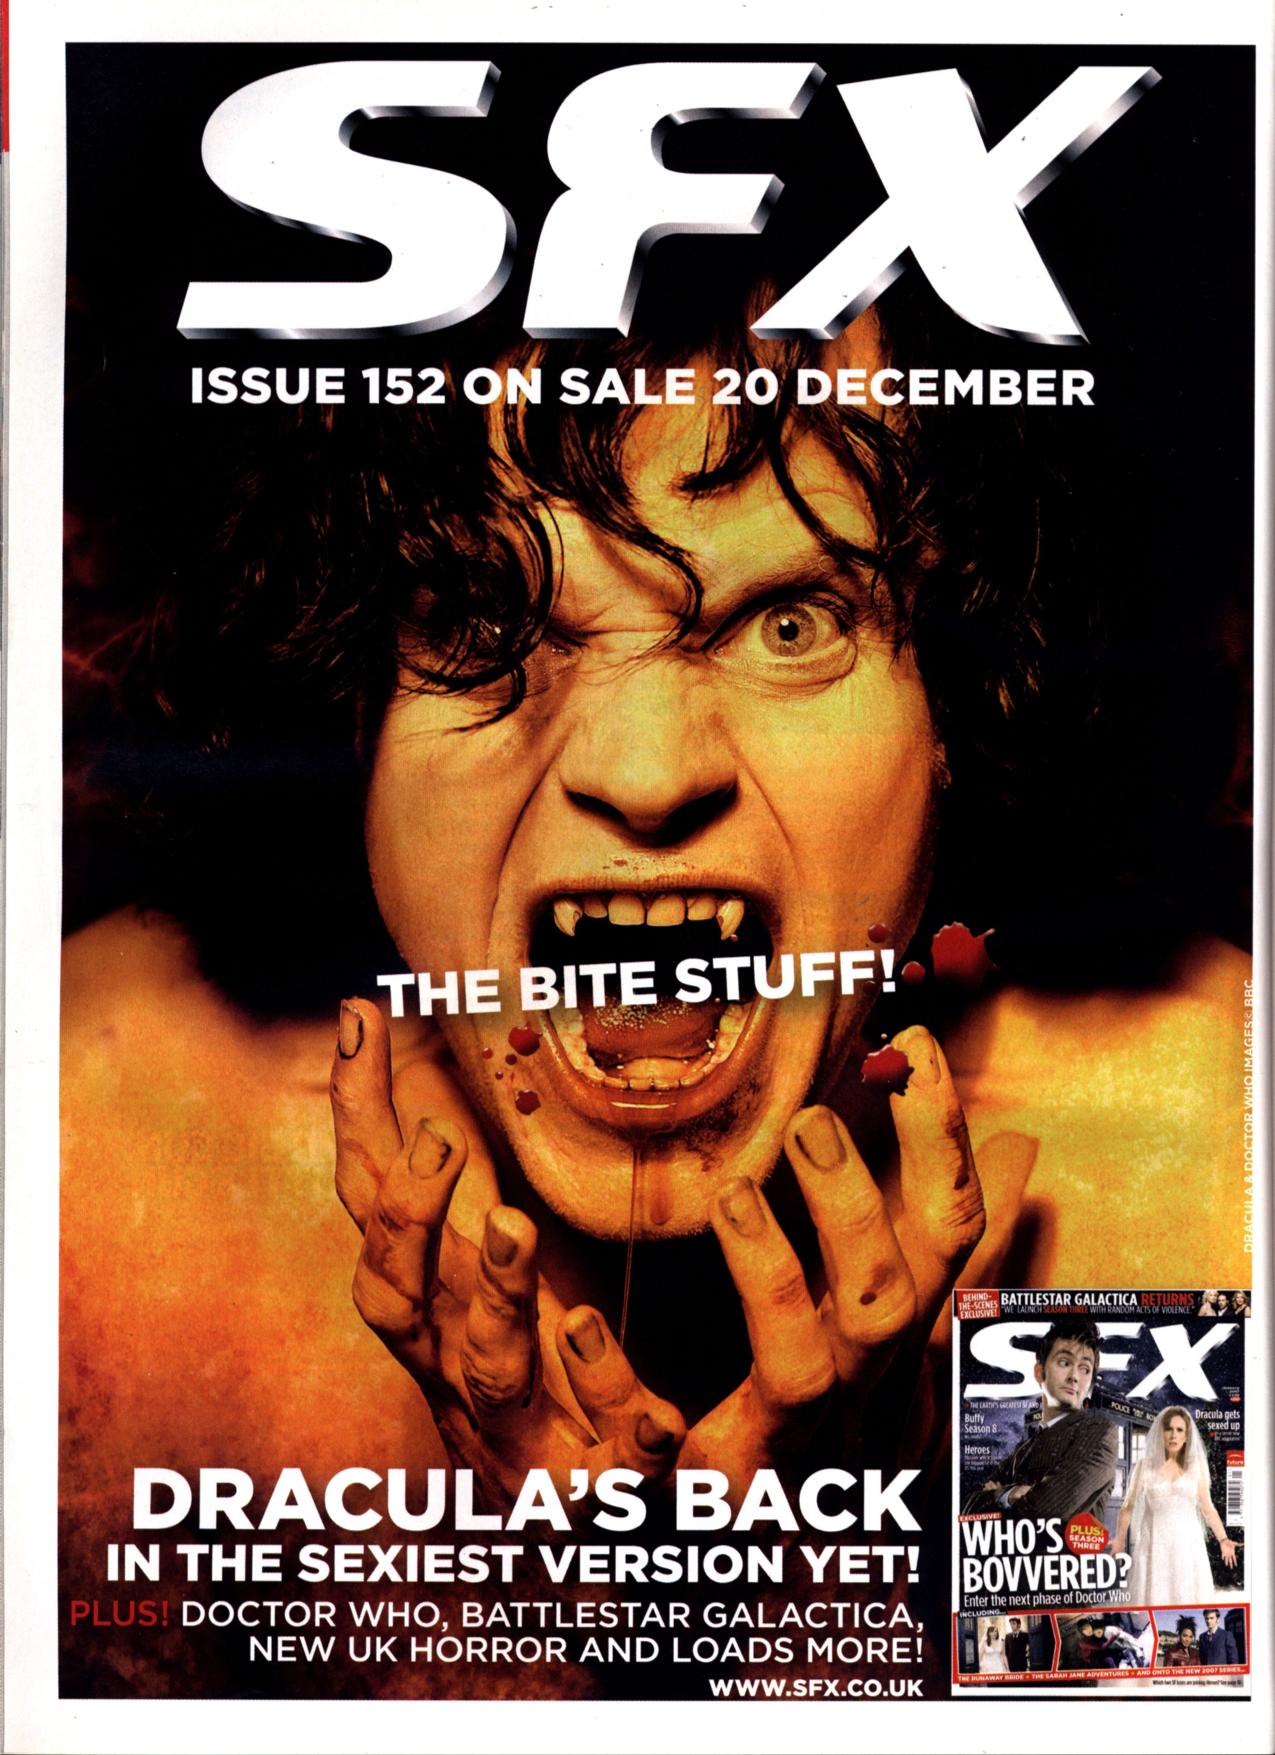 SFX
ISSUE 152 ON SALE 20 DECEMBER
THE BITE STUFF!
DRACULA & DOCTOR WHO IMAGES © BBC
DRACULA'S BACK
IN THE SEXIEST VERSION YET!
PLUS! DOCTOR WHO, BATTLESTAR GALACTICA,
NEW UK HORROR AND LOADS MORE!
WWW.SFX.CO.UK
BEHIND-
THE-SCENES
EXCLUSIVE!
BATTLESTAR GALACTICA RETURNS
"WE LAUNCH SEASON THREE WITH RANDOM ACTS OF VIOLENCE."
SFX
Buffy
Season 8
Heroes
POLICE
Dracula gets
sexed up
future
EXCLUSIVE!
WHO'S
BOVVERED?
PLUS!
SEASON
THREE
Enter the next phase of Doctor Who
INCLUDING...
THE RUNAWAY BRIDE + THE SARAH JANE ADVENTURES + AND ONTO THE NEW 2007 SERIES...